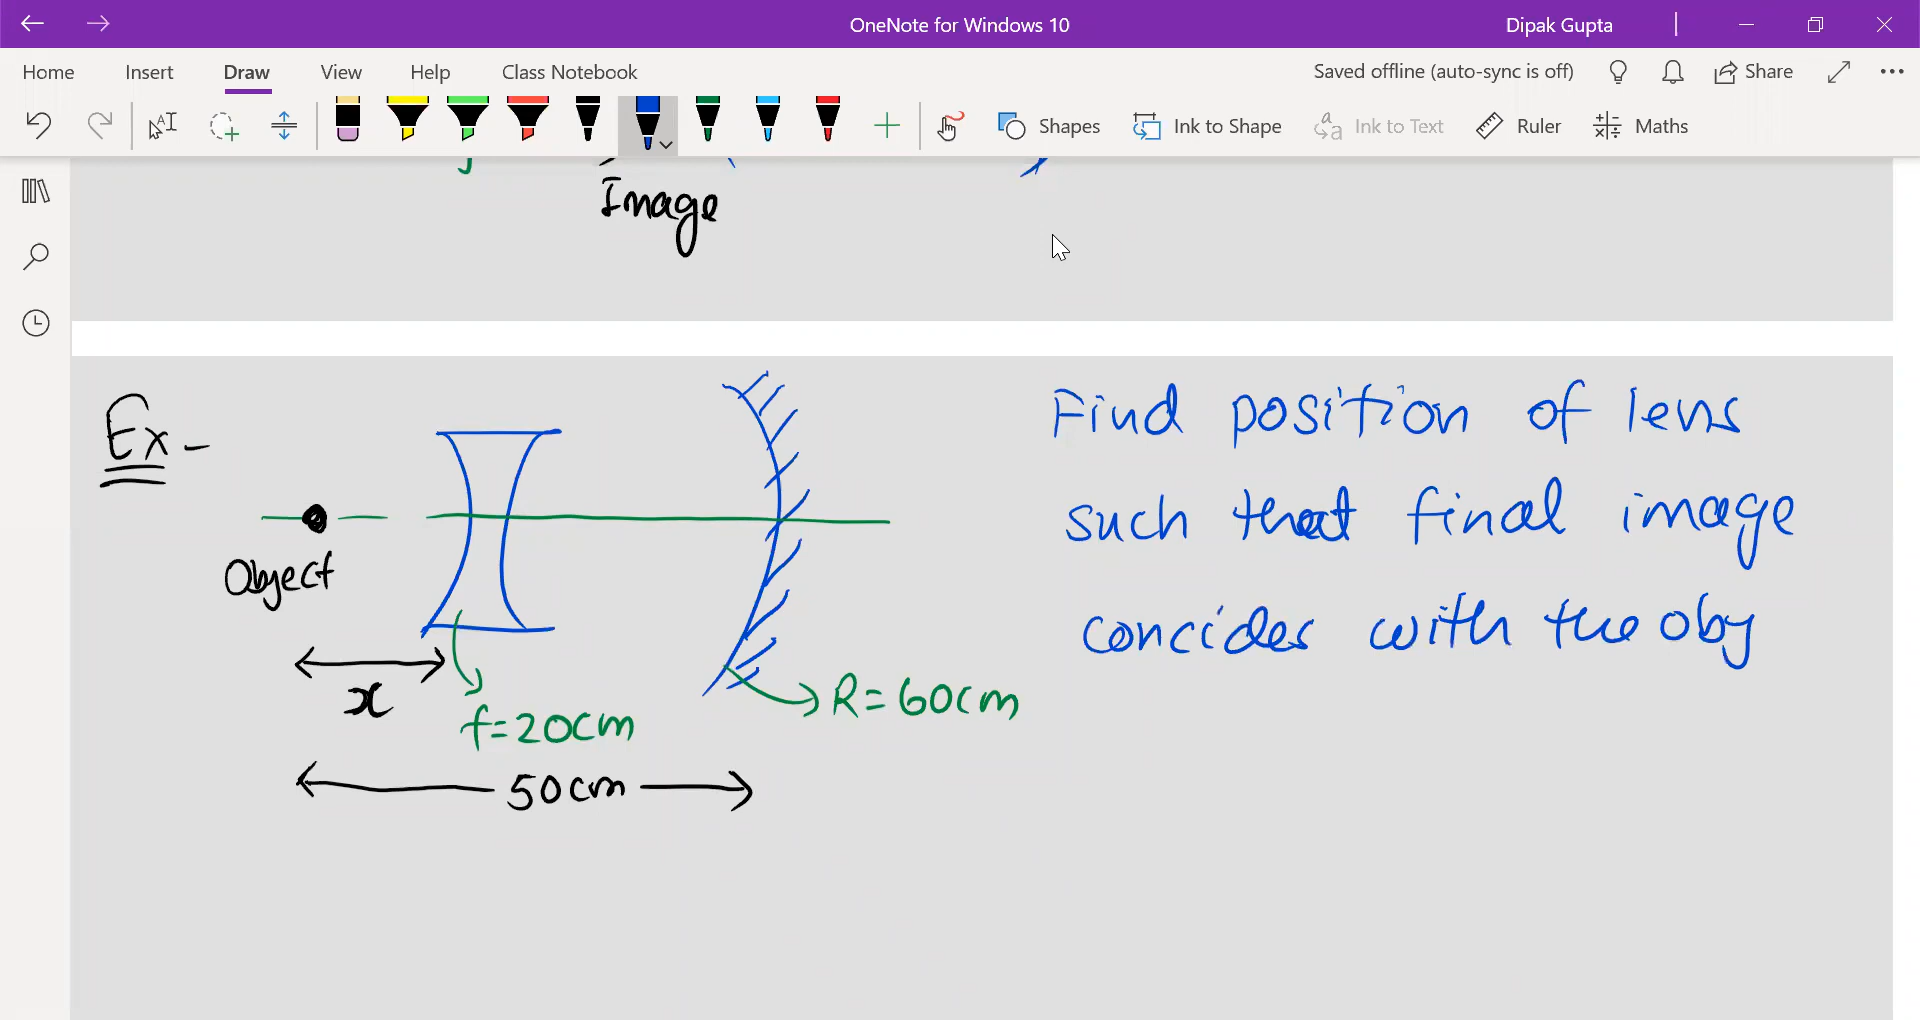 OneNote for Windows 10
Dipak Gupta
Home Insert Draw View Help Class Notebook
Saved offline (auto-sync is off) Share
Shapes Ink to Shape Ink to Text Ruler Maths
Image
Ex -
Find position of lens
such that final image
concides with the obj
Object
x
f=20cm
R=60cm
50cm